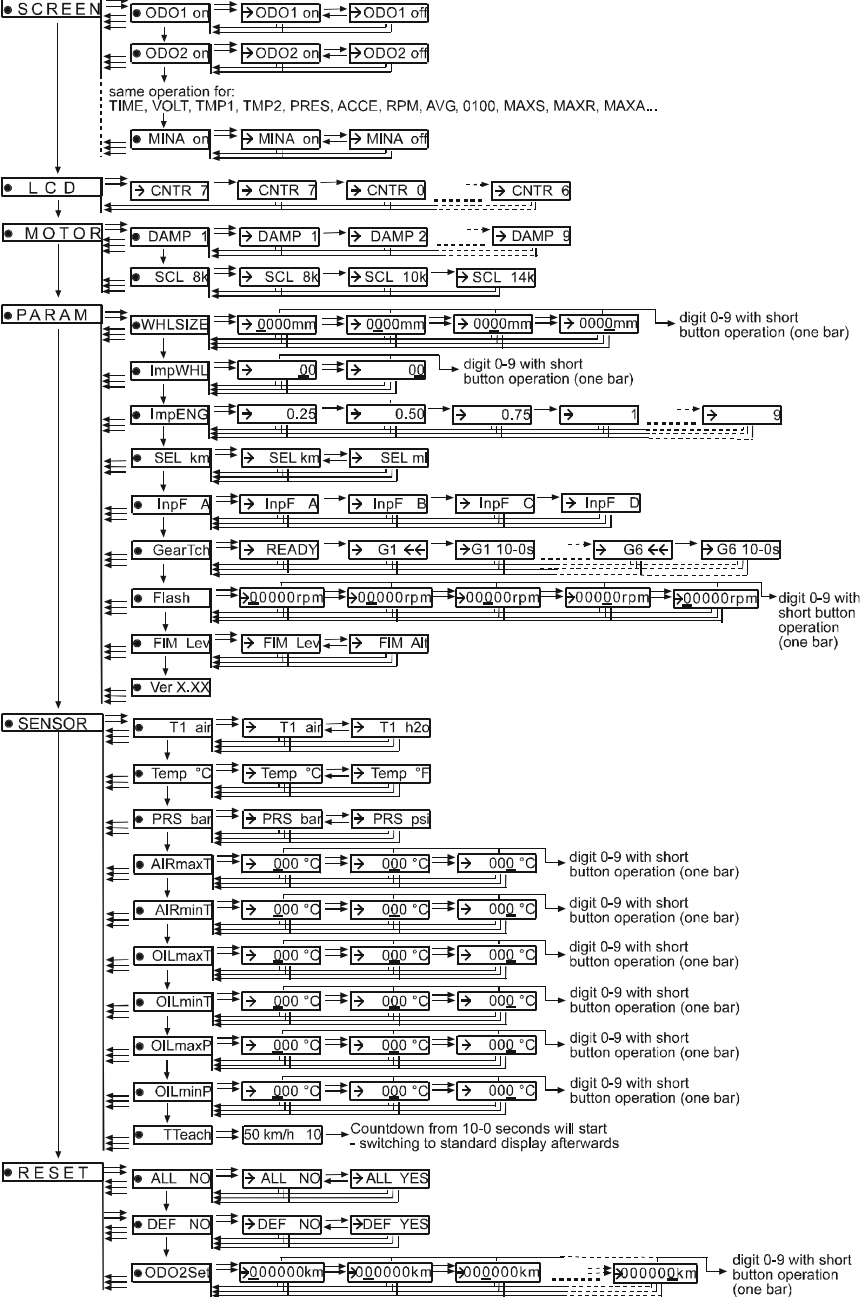 SCREEN ODO1 on ODO1 on ODO1 off
ODO2 on ODO2 on ODO2 off
same operation for:
TIME, VOLT, TMP1, TMP2, PRES, ACCE, RPM, AVG, 0100, MAXS, MAXR, MAXA...
MINA on MINA on MINA off
LCD CNTR 7 CNTR 7 CNTR 0 CNTR 6
MOTOR DAMP 1 DAMP 1 DAMP 2 DAMP 9
SCL 8k SCL 8k SCL 10k SCL 14k
PARAM WHLSIZE 0000mm 0000mm 0000mm 0000mm digit 0-9 with short
button operation (one bar)
ImpWHL 00 00 digit 0-9 with short
button operation (one bar)
ImpENG 0.25 0.50 0.75 1 9
SEL km SEL km SEL ml
InpF A InpF A InpF B InpF C InpF D
GearTch READY G1 ←← G1 10-0s G6 ←← G6 10-0s
Flash 00000rpm 00000rpm 00000rpm 00000rpm 00000rpm digit 0-9 with
short button
operation
(one bar)
FIM Lev FIM Lev FIM Alt
Ver X.XX
SENSOR T1 air T1 air T1 h2o
Temp °C Temp °C Temp °F
PRS bar PRS bar PRS psi
AIRmaxT 000 °C 000 °C 000 °C digit 0-9 with short
button operation (one bar)
AIRminT 000 °C 000 °C 000 °C digit 0-9 with short
button operation (one bar)
OILmaxT 000 °C 000 °C 000 °C digit 0-9 with short
button operation (one bar)
OILminT 000 °C 000 °C 000 °C digit 0-9 with short
button operation (one bar)
OILmaxP 000 °C 000 °C 000 °C digit 0-9 with short
button operation (one bar)
OILminP 000 °C 000 °C 000 °C digit 0-9 with short
button operation (one bar)
TTeach 50 km/h 10 Countdown from 10-0 seconds will start
- switching to standard display afterwards
RESET ALL NO ALL NO ALL YES
DEF NO DEF NO DEF YES
ODO2Set 000000km 000000km 000000km 000000km digit 0-9 with short
button operation
(one bar)